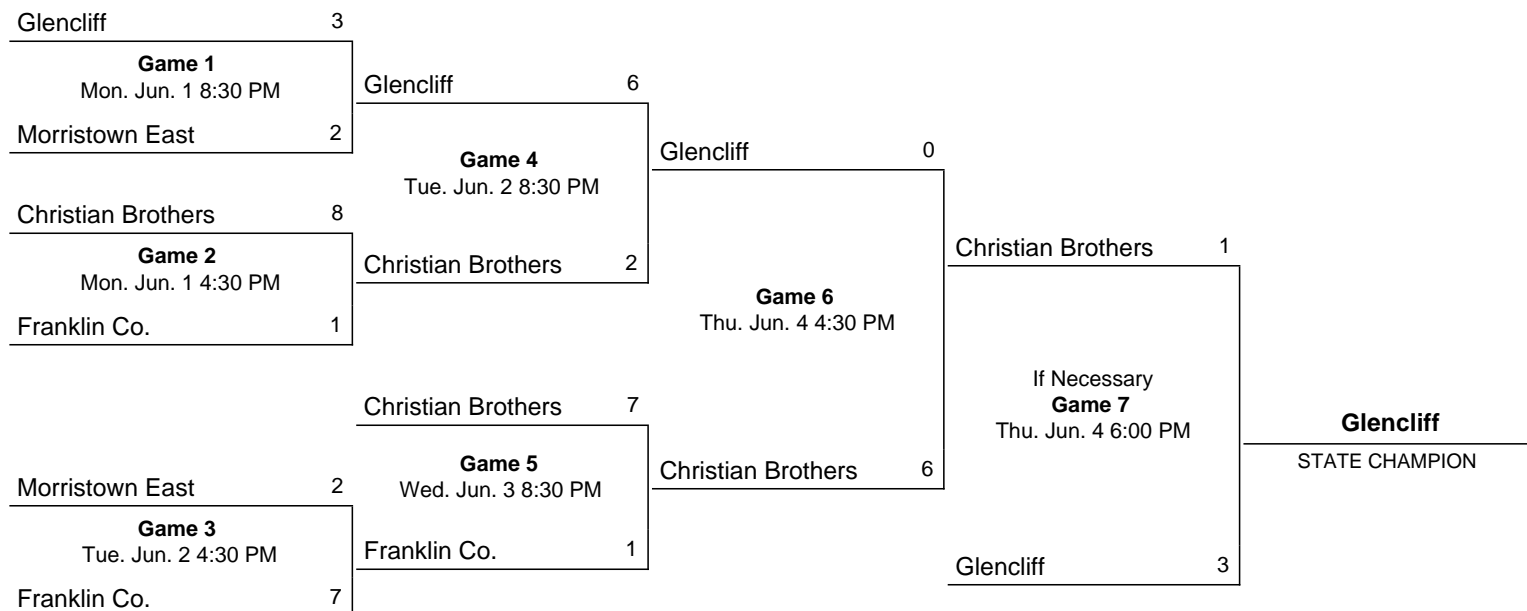 Glencliff 3
Game 1
Mon. Jun. 1 8:30 PM
Morristown East 2
Christian Brothers 8
Game 2
Mon. Jun. 1 4:30 PM
Franklin Co. 1
Morristown East 2
Game 3
Tue. Jun. 2 4:30 PM
Franklin Co. 7
Glencliff 6
Game 4
Tue. Jun. 2 8:30 PM
Christian Brothers 2
Christian Brothers 7
Game 5
Wed. Jun. 3 8:30 PM
Franklin Co. 1
Glencliff 0
Game 6
Thu. Jun. 4 4:30 PM
Christian Brothers 6
Christian Brothers 1
If Necessary
Game 7
Thu. Jun. 4 6:00 PM
Glencliff 3
Glencliff
STATE CHAMPION